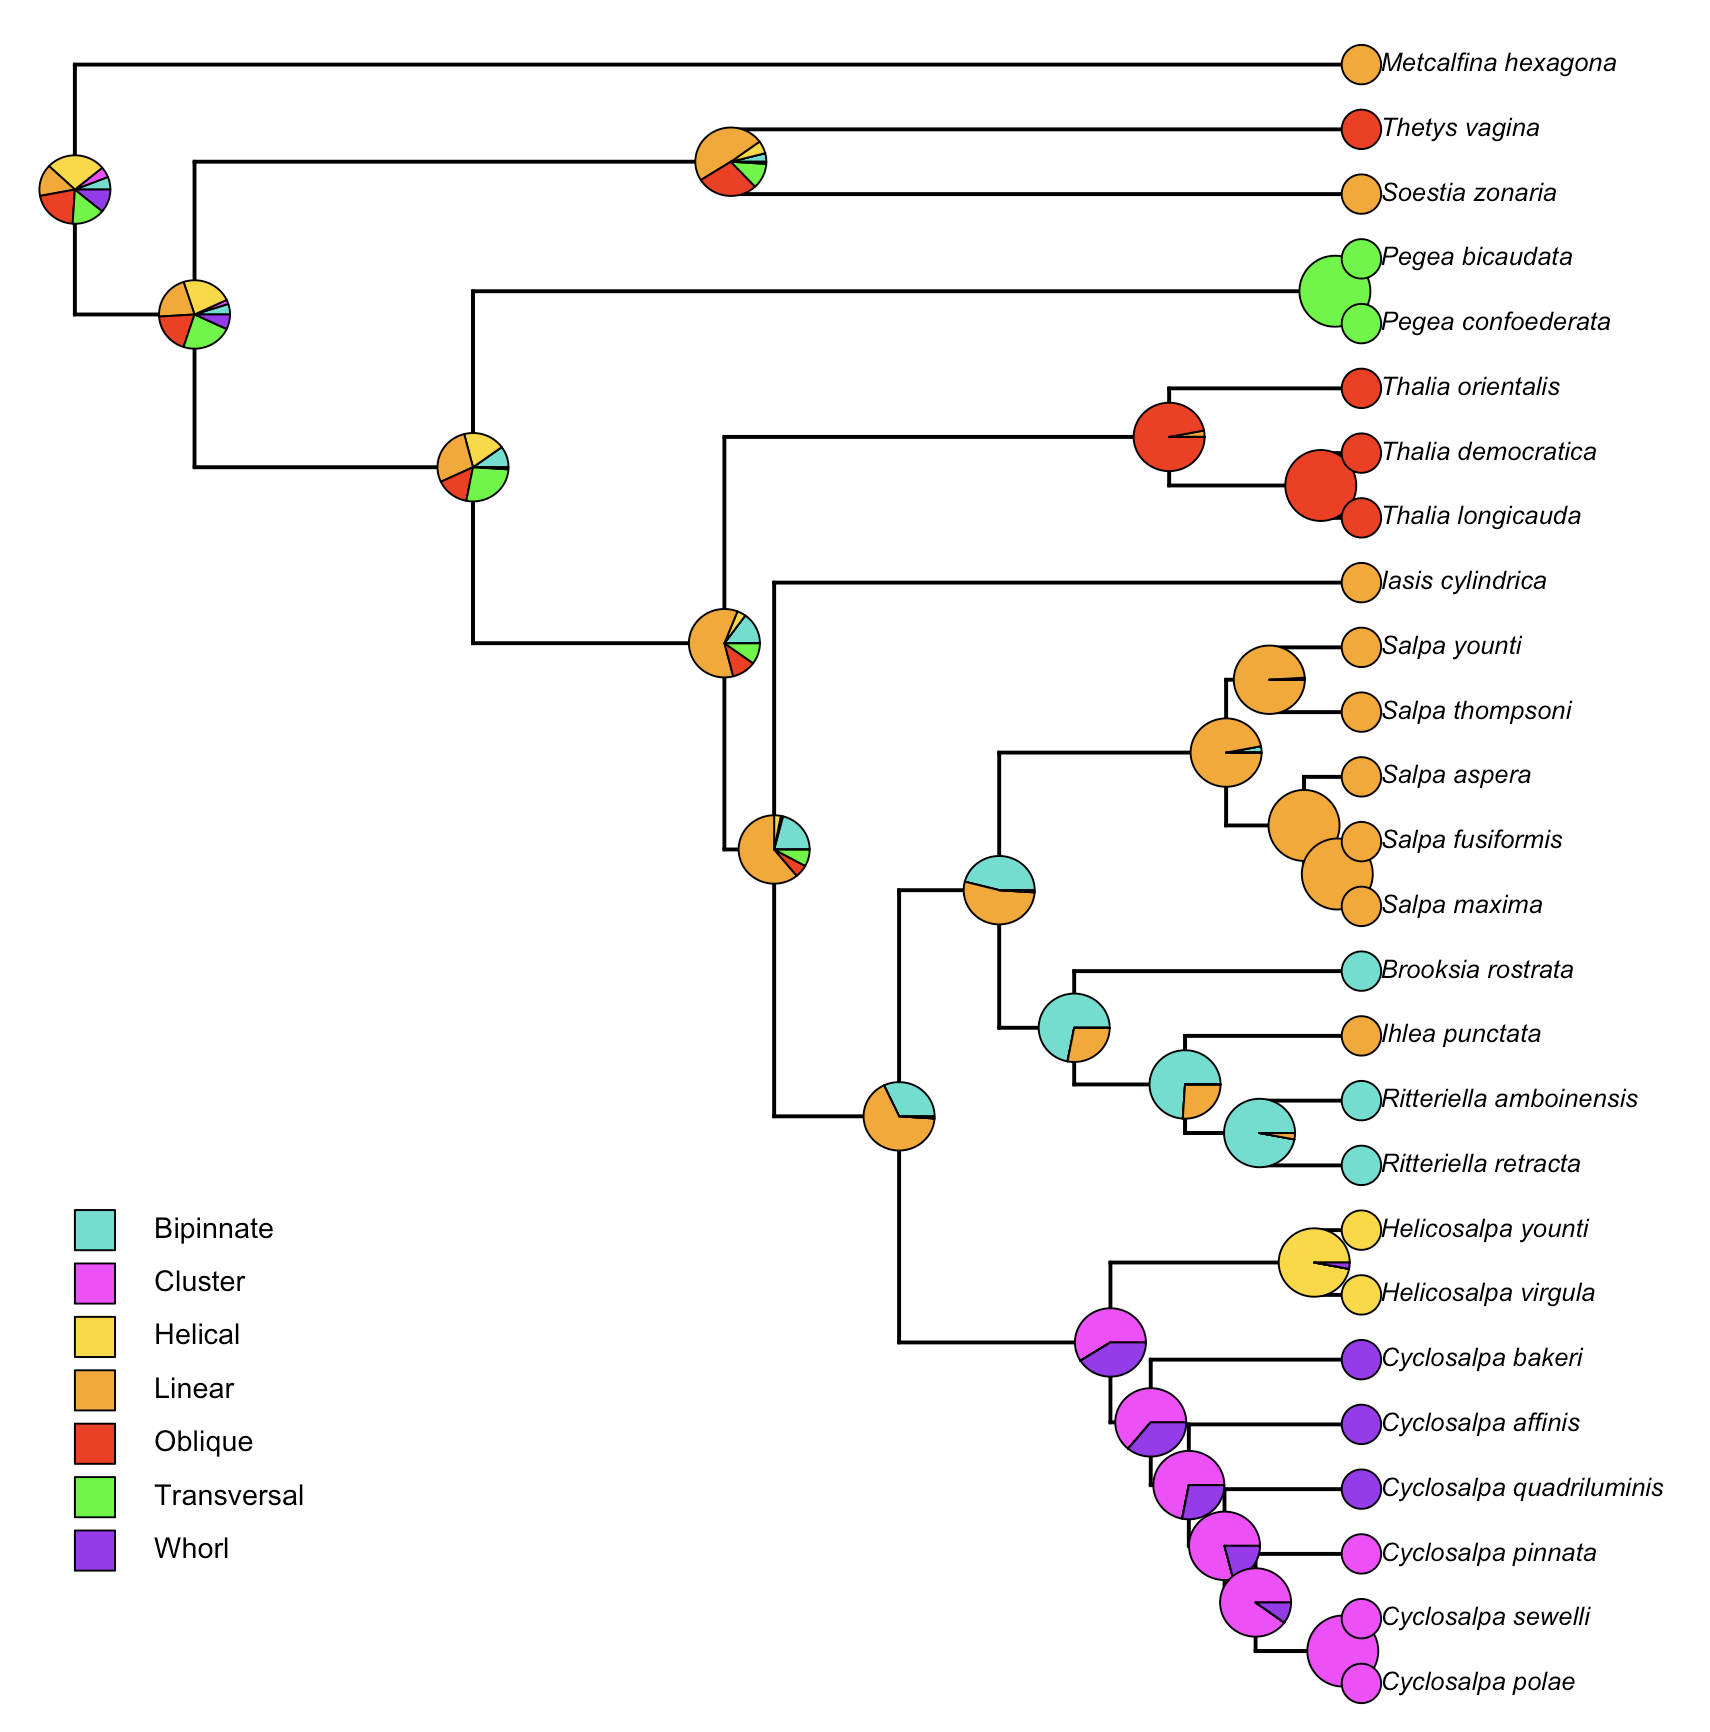 Metcalfina hexagona
Thetys vagina
Soestia zonaria
Pegea bicaudata
Pegea confoederata
Thalia orientalis
Thalia democratica
Thalia longicauda
Iasis cylindrica
Salpa younti
Salpa thompsoni
Salpa aspera
Salpa fusiformis
Salpa maxima
Brooksia rostrata
Ihlea punctata
Ritteriella amboinensis
Ritteriella retracta
Helicosalpa younti
Helicosalpa virgula
Cyclosalpa bakeri
Cyclosalpa affinis
Cyclosalpa quadriluminis
Cyclosalpa pinnata
Cyclosalpa sewelli
Cyclosalpa polae
Bipinnate
Cluster
Helical
Linear
Oblique
Transversal
Whorl